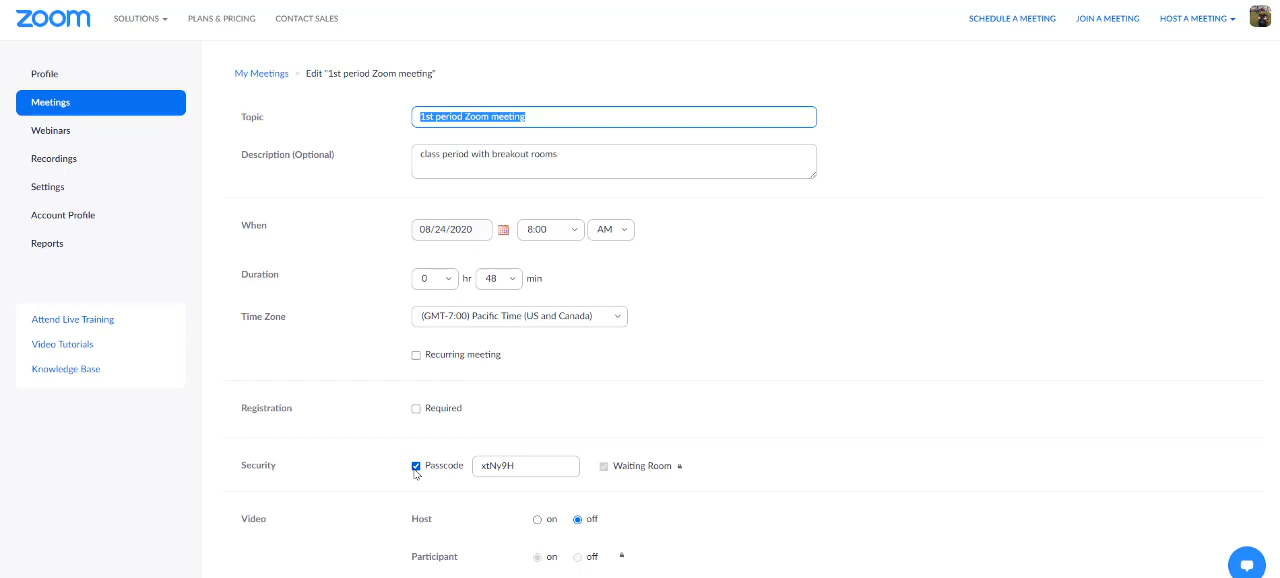 zoom SOLUTIONS PLANS & PRICING CONTACT SALES SCHEDULE A MEETING JOIN A MEETING HOST A MEETING
Profile
Meetings
Webinars
Recordings
Settings
Account Profile
Reports
Attend Live Training
Video Tutorials
Knowledge Base
My Meetings > Edit "1st period Zoom meeting"
Topic 1st period Zoom meeting
Description (Optional) class period with breakout rooms
When 08/24/2020 8:00 AM
Duration 0 hr 48 min
Time Zone (GMT-7:00) Pacific Time (US and Canada)
Recurring meeting
Registration Required
Security Passcode xtNy9H Waiting Room
Video Host on off
Participant on off